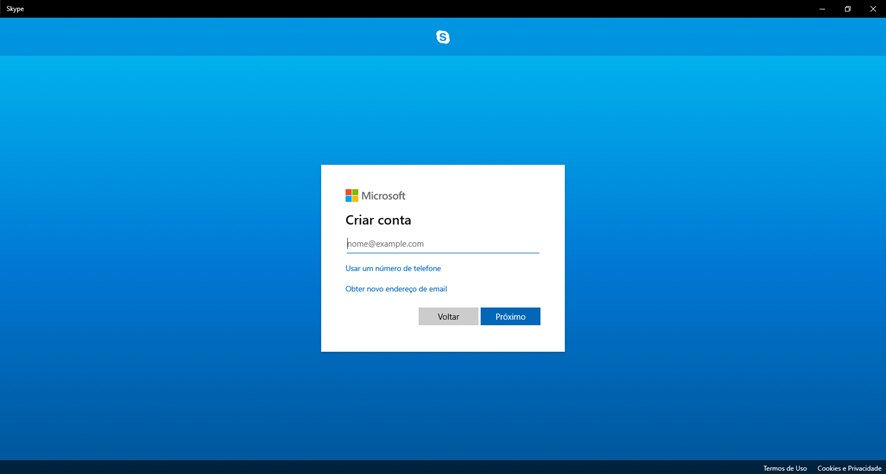 Skype
Microsoft
Criar conta
nome@example.com
Usar um número de telefone
Obter novo endereço de email
Voltar Próximo
Termos de Uso Cookies e Privacidade